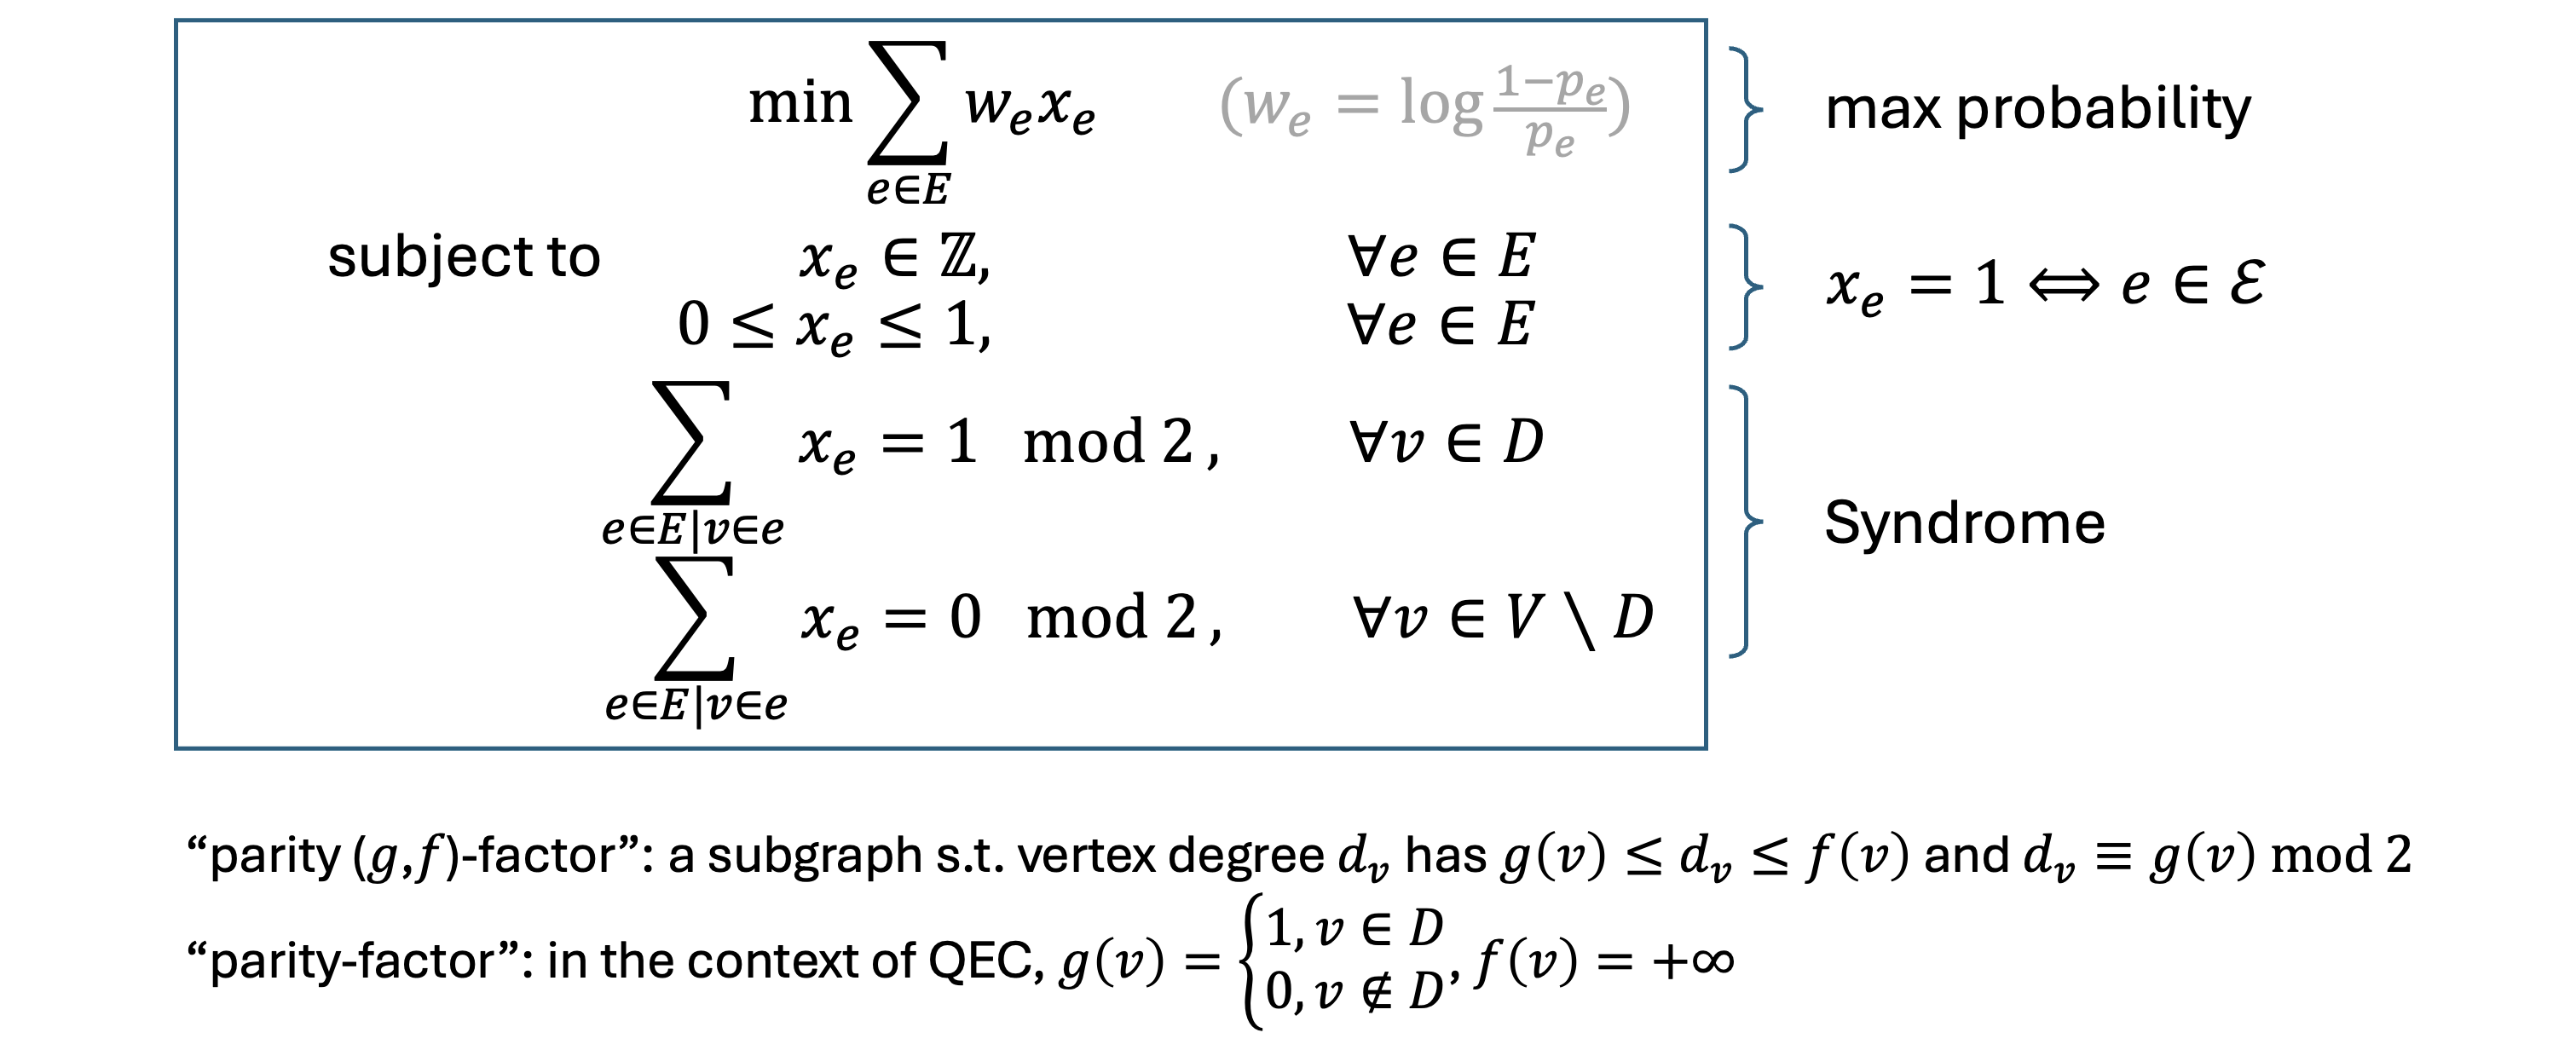 min ∑_{e∈E} w_e x_e (w_e = log (1−p_e)/p_e) max probability
subject to x_e ∈ ℤ, ∀e ∈ E
0 ≤ x_e ≤ 1, ∀e ∈ E
x_e = 1 ⟺ e ∈ ℰ
∑_{e∈E|v∈e} x_e = 1 mod 2 , ∀v ∈ D
Syndrome
∑_{e∈E|v∈e} x_e = 0 mod 2 , ∀v ∈ V \ D
“parity (g,f)-factor”: a subgraph s.t. vertex degree d_v has g(v) ≤ d_v ≤ f(v) and d_v ≡ g(v) mod 2
“parity-factor”: in the context of QEC, g(v) = {1, v ∈ D; 0, v ∉ D, f(v) = +∞